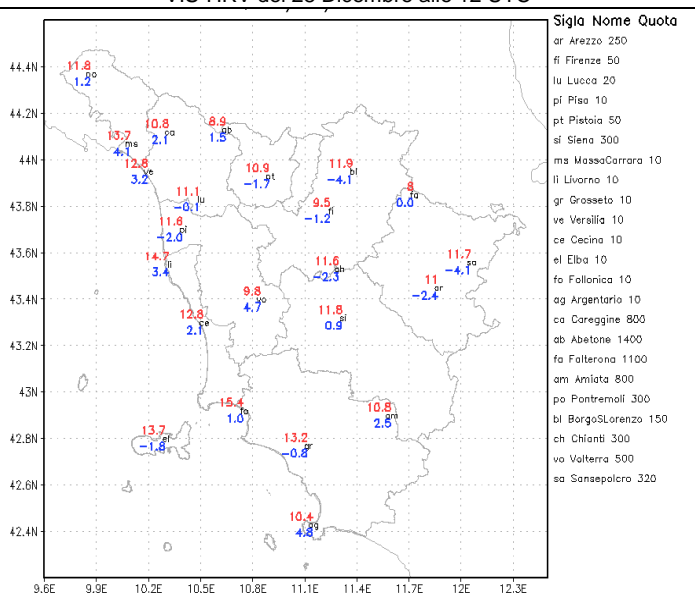 VIS HRV del 28 Dicembre alle 12 UTC
Sigla Nome Quota
ar Arezzo 250
fi Firenze 50
lu Lucca 20
pi Pisa 10
pt Pistoia 50
si Siena 300
ms MassaCarrara 10
li Livorno 10
gr Grosseto 10
ve Versilia 10
ce Cecina 10
el Elba 10
fo Follonica 10
ag Argentario 10
ca Careggine 800
ab Abetone 1400
fa Falterona 1100
am Amiata 800
po Pontremoli 300
bl BorgoSLorenzo 150
ch Chianti 300
vo Volterra 500
sa Sansepolcro 320
44.4N
44.2N
44N
43.8N
43.6N
43.4N
43.2N
43N
42.8N
42.6N
42.4N
11.8 po
1.2
13.7 ms
4.1
10.8 ca
2.1
8.9 ab
1.5
12.8 ve
3.2
10.9 pt
-1.7
11.9 bl
-4.1
8 fa
0.0
11.1 lu
-0.1
9.5 fi
-1.2
11.6 pi
-2.0
14.7 li
3.4
11.6 ch
-2.3
11.7 sa
-4.1
11 ar
-2.4
9.8 vo
4.7
12.8 ce
2.1
11.8 si
0.9
15.4 fo
1.0
10.8 am
2.5
13.7 el
-1.8
13.2 gr
-0.8
10.4 ag
4.8
9.6E 9.9E 10.2E 10.5E 10.8E 11.1E 11.4E 11.7E 12E 12.3E